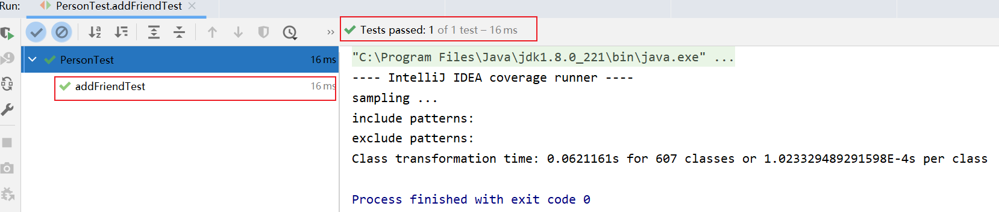 Run:
PersonTest.addFriendTest
Tests passed: 1 of 1 test – 16 ms
PersonTest 16 ms
addFriendTest 16 ms
"C:\Program Files\Java\jdk1.8.0_221\bin\java.exe" ...
---- IntelliJ IDEA coverage runner ----
sampling ...
include patterns:
exclude patterns:
Class transformation time: 0.0621161s for 607 classes or 1.023329489291598E-4s per class
Process finished with exit code 0